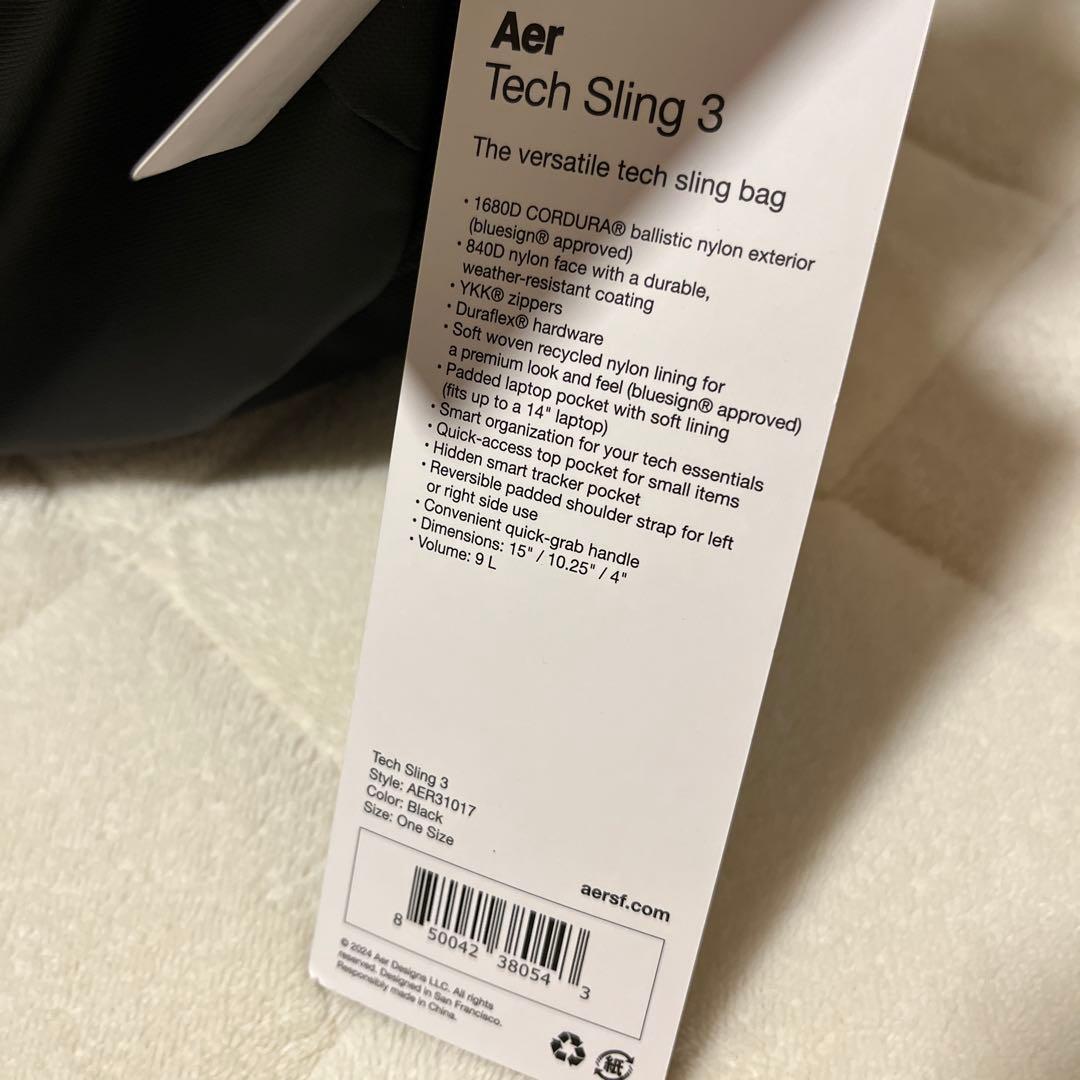 Aer
Tech Sling 3
The versatile tech sling bag
• 1680D CORDURA® ballistic nylon exterior
(bluesign® approved)
• 840D nylon face with a durable,
weather-resistant coating
• YKK® zippers
• Duraflex® hardware
• Soft woven recycled nylon lining for
a premium look and feel (bluesign® approved)
• Padded laptop pocket with soft lining
(fits up to a 14" laptop)
• Smart organization for your tech essentials
• Quick-access top pocket for small items
• Hidden smart tracker pocket
• Reversible padded shoulder strap for left
or right side use
• Convenient quick-grab handle
• Dimensions: 15" / 10.25" / 4"
• Volume: 9 L
Tech Sling 3
Style: AER31017
Color: Black
Size: One Size
aersf.com
8 50042 38054 3
© 2024 Aer Designs LLC. All rights
reserved. Designed in San Francisco.
Responsibly made in China.
紙